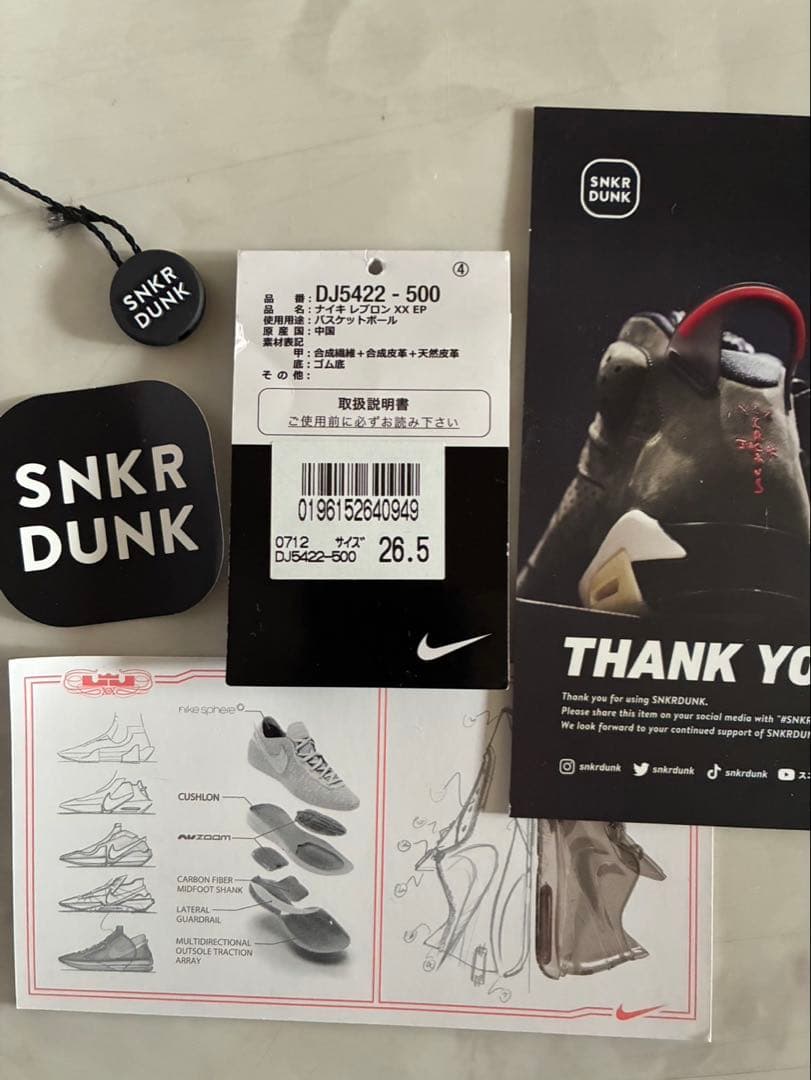 SNKR
DUNK
SNKR
DUNK
④
品 番：DJ5422 - 500
品 名：ナイキ レブロン XX EP
使用用途：バスケットボール
原 産 国：中国
素材表記
甲：合成繊維＋合成皮革＋天然皮革
底：ゴム底
そ の 他：
取扱説明書
ご使用前に必ずお読み下さい
0196152640949
0712 サイズ 26.5
DJ5422-500
SNKR
DUNK
THANK YO
Thank you for using SNKRDUNK.
Please share this item on your social media with "#SNKR
We look forward to your continued support of SNKRDUN
snkrdunk snkrdunk snkrdunk ス
XX
nike sphere
CUSHLON
AIR ZOOM
CARBON FIBER
MIDFOOT SHANK
LATERAL
GUARDRAIL
MULTIDIRECTIONAL
OUTSOLE TRACTION
ARRAY